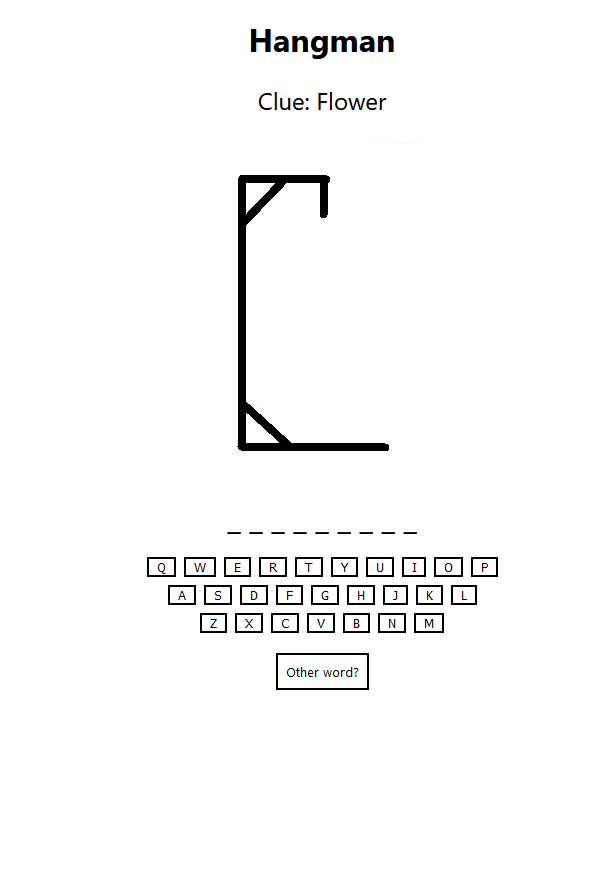 Hangman
Clue: Flower
_ _ _ _ _ _ _ _ _
Q W E R T Y U I O P
A S D F G H J K L
Z X C V B N M
Other word?